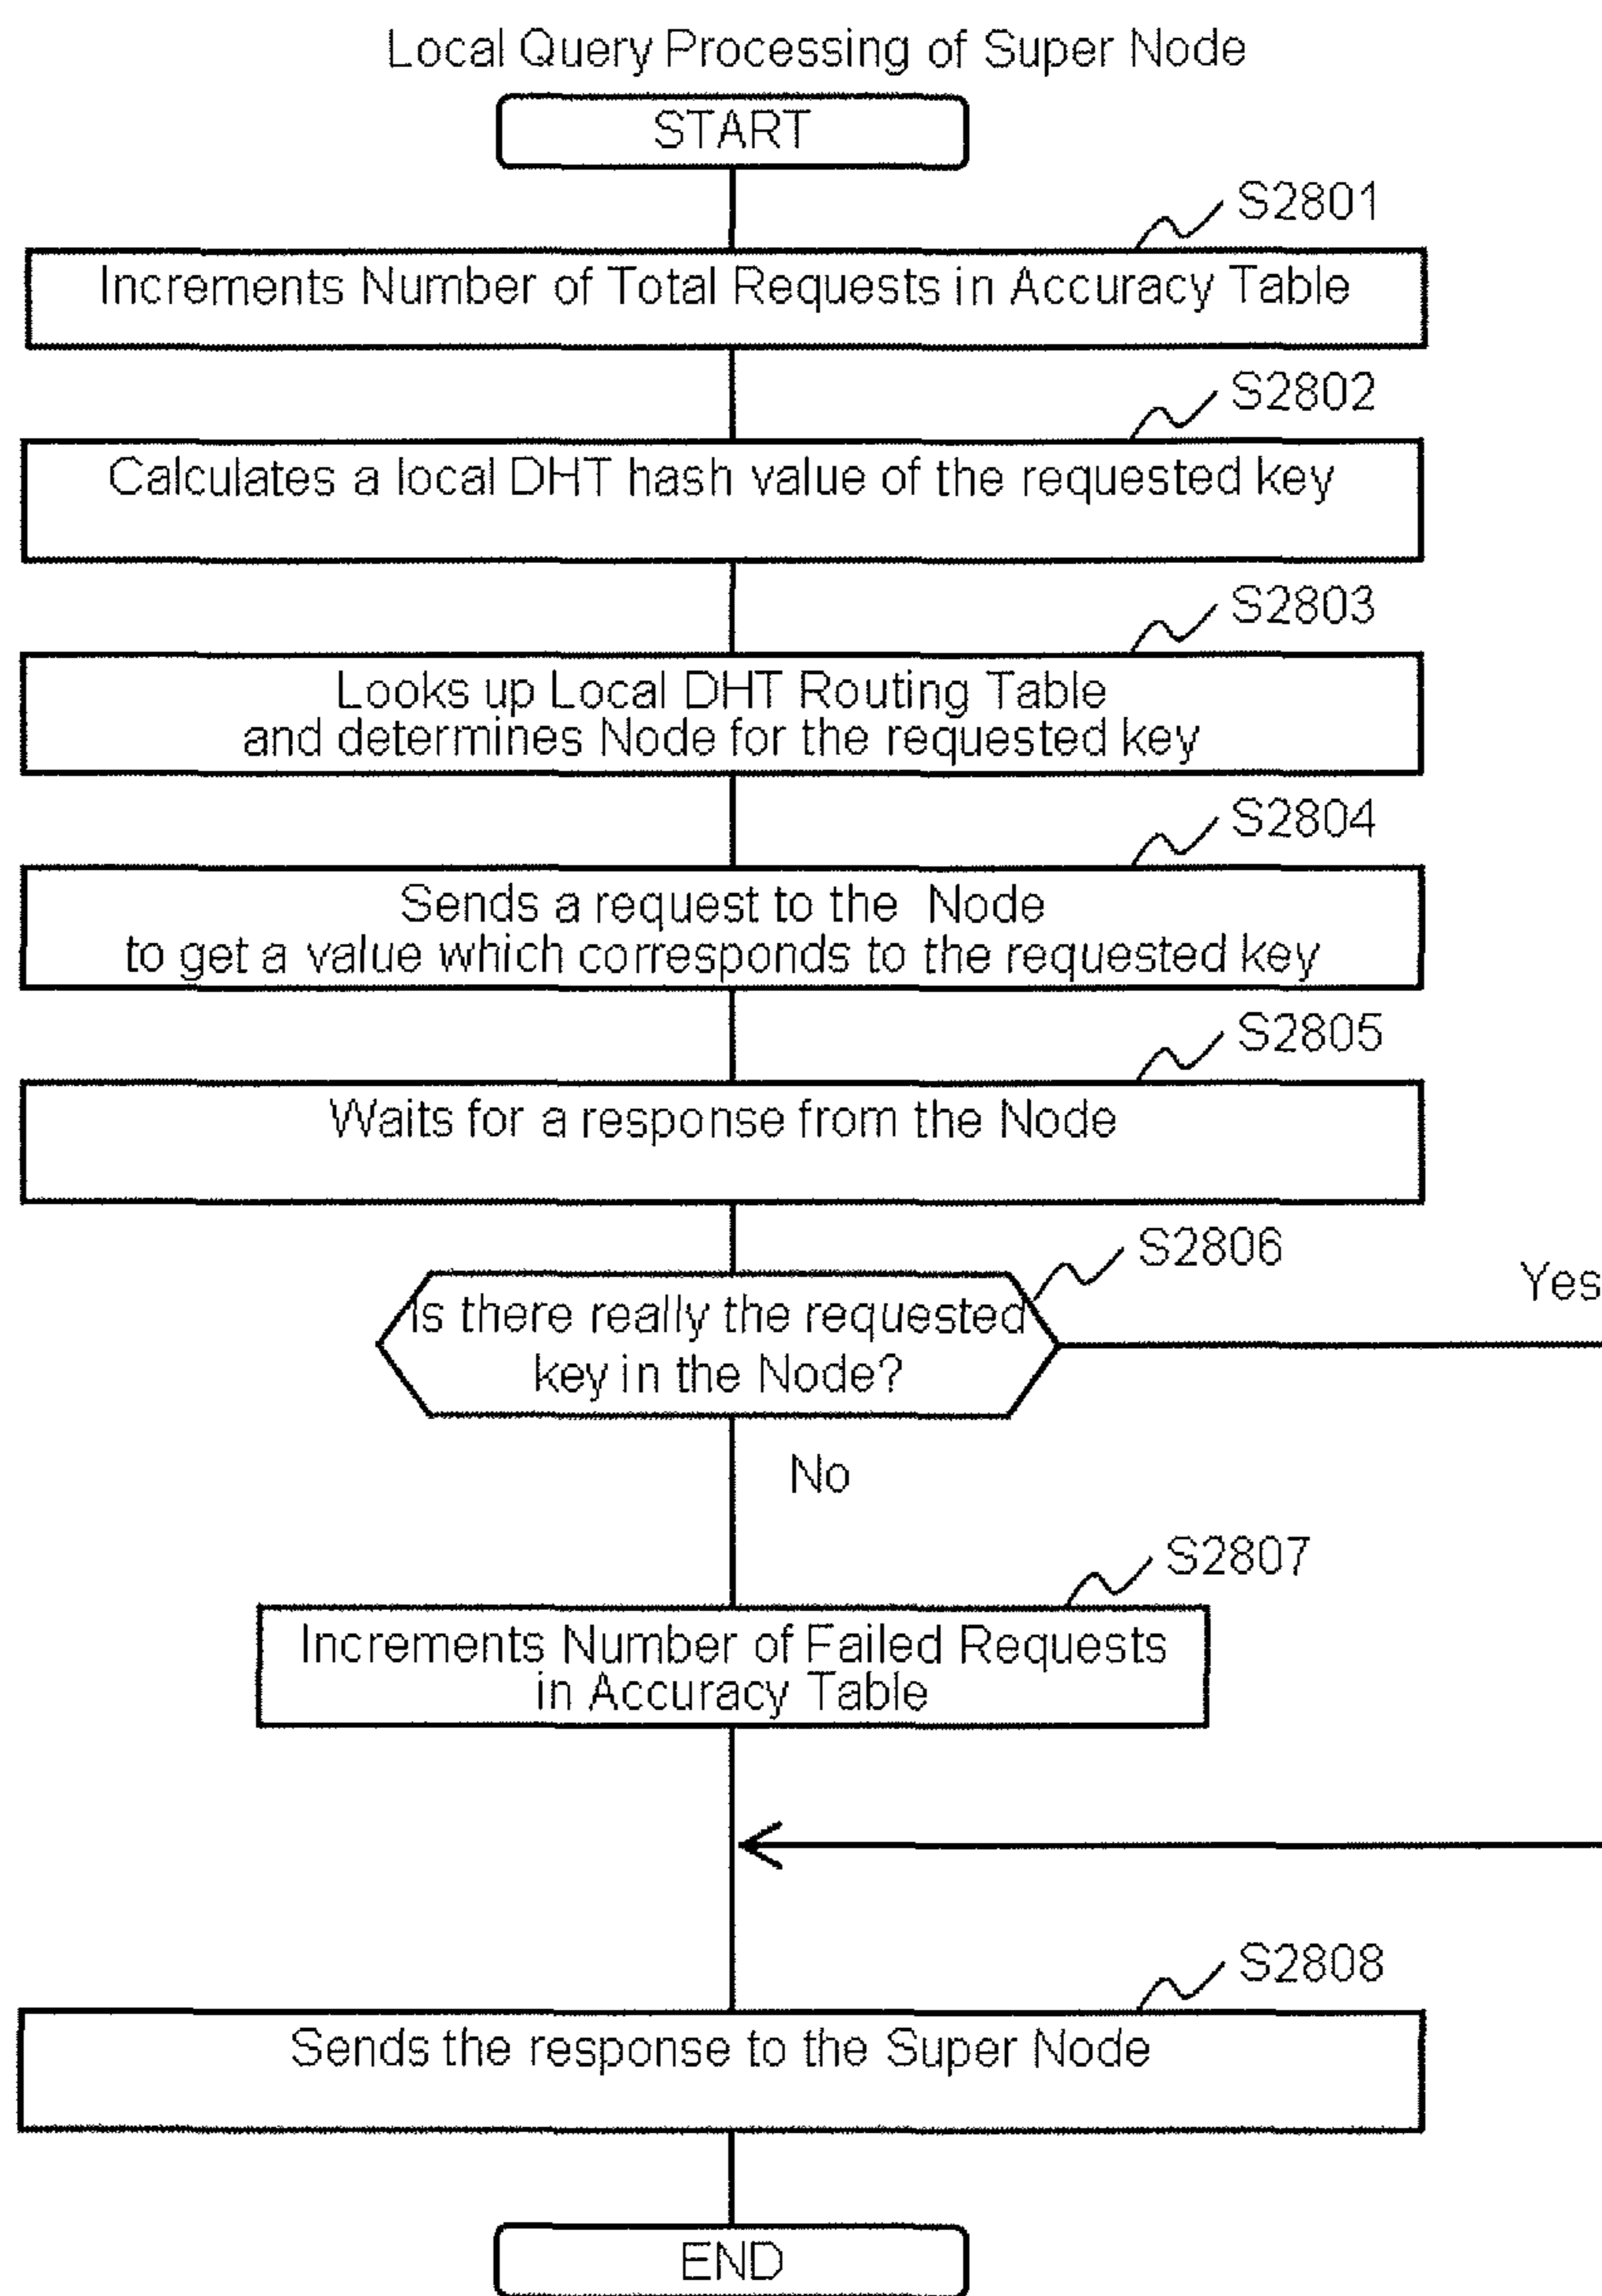 Local Query Processing of Super Node
START
S2801
Increments Number of Total Requests in Accuracy Table
S2802
Calculates a local DHT hash value of the requested key
S2803
Looks up Local DHT Routing Table
and determines Node for the requested key
S2804
Sends a request to the Node
to get a value which corresponds to the requested key
S2805
Waits for a response from the Node
S2806
Yes
Is there really the requested
key in the Node?
No
S2807
Increments Number of Failed Requests
in Accuracy Table
S2808
Sends the response to the Super Node
END